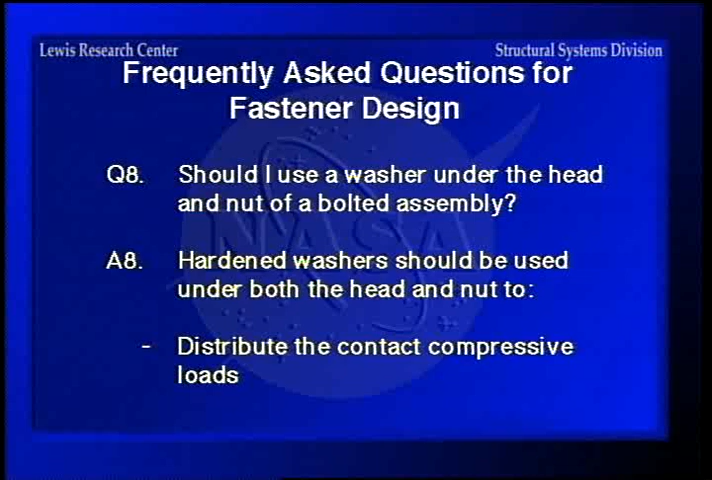 Lewis Research Center
Structural Systems Division
Frequently Asked Questions for
Fastener Design
Q8. Should I use a washer under the head
and nut of a bolted assembly?
A8. Hardened washers should be used
under both the head and nut to:
- Distribute the contact compressive
loads
NASA